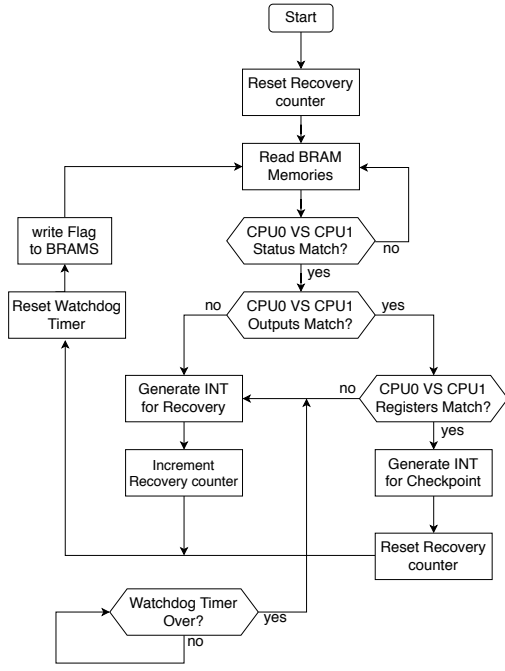 Start
Reset Recovery
counter
Read BRAM
Memories
write Flag
to BRAMS
CPU0 VS CPU1
Status Match?
no
yes
Reset Watchdog
Timer
no
CPU0 VS CPU1
Outputs Match?
yes
Generate INT
for Recovery
no
CPU0 VS CPU1
Registers Match?
yes
Increment
Recovery counter
Generate INT
for Checkpoint
Reset Recovery
counter
Watchdog Timer
Over?
yes
no